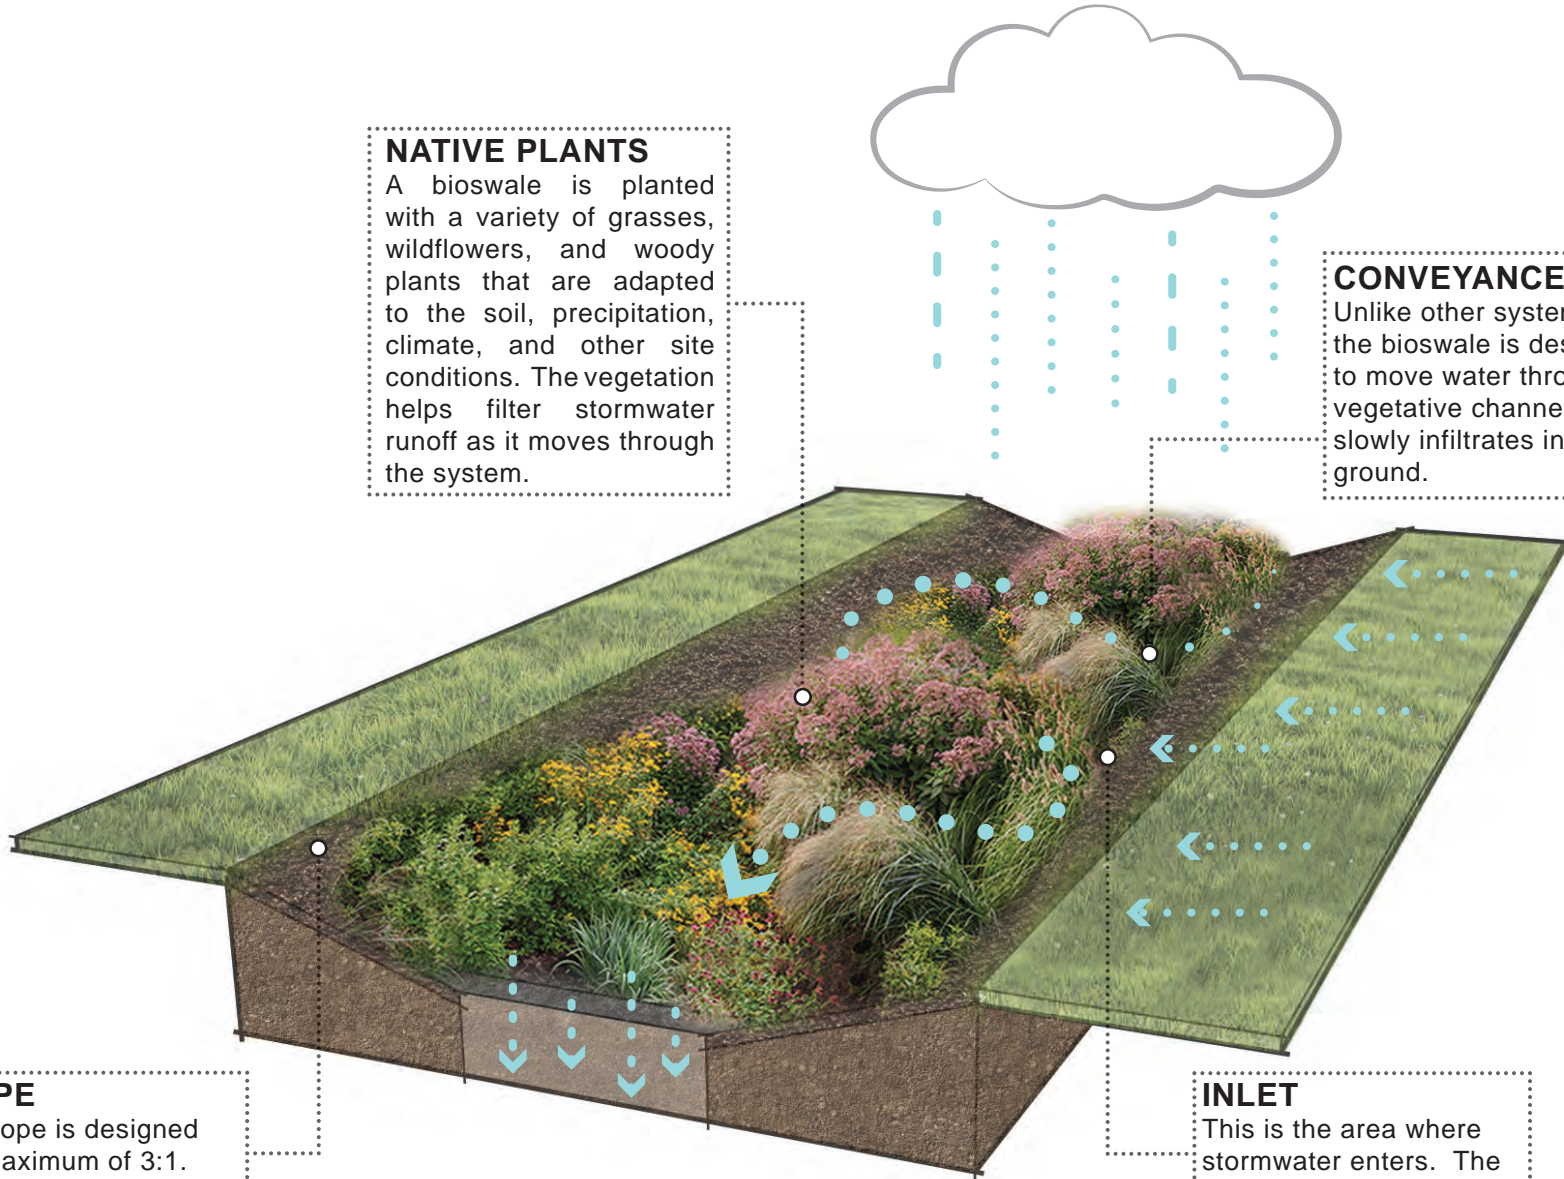 NATIVE PLANTS
A bioswale is planted
with a variety of grasses,
wildflowers, and woody
plants that are adapted
to the soil, precipitation,
climate, and other site
conditions. The vegetation
helps filter stormwater
runoff as it moves through
the system.
CONVEYANCE
Unlike other system
the bioswale is des
to move water thro
vegetative channe
slowly infiltrates in
ground.
PE
ope is designed
aximum of 3:1.
INLET
This is the area where
stormwater enters. The